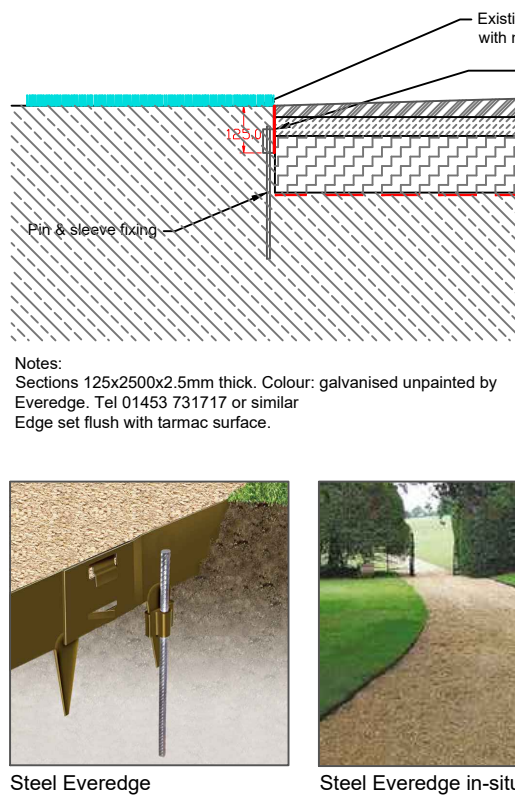 Existi
with r
125.0
Pin & sleeve fixing
Notes:
Sections 125x2500x2.5mm thick. Colour: galvanised unpainted by
Everedge. Tel 01453 731717 or similar
Edge set flush with tarmac surface.
Steel Everedge
Steel Everedge in-situ